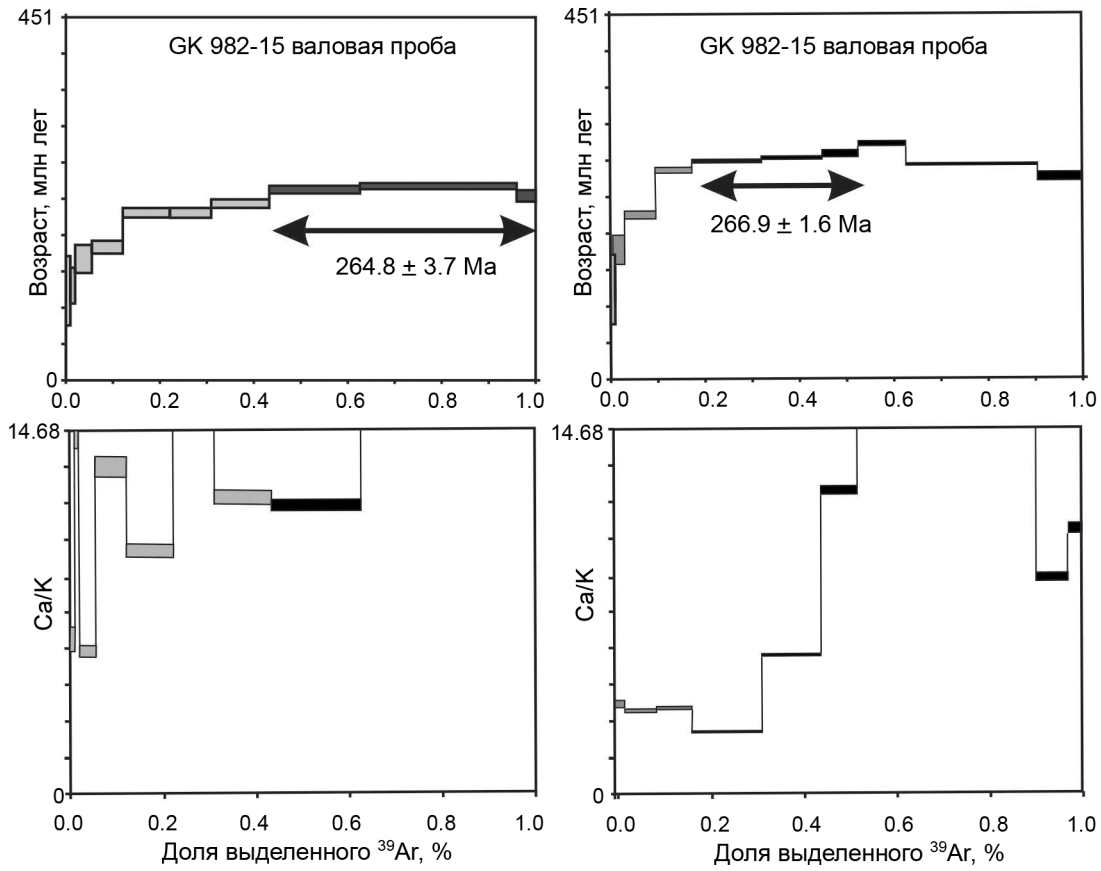 451
GK 982-15 валовая проба
Возраст, млн лет
264.8 ± 3.7 Ma
0
0.0 0.2 0.4 0.6 0.8 1.0
451
GK 982-15 валовая проба
Возраст, млн лет
266.9 ± 1.6 Ma
0
0.0 0.2 0.4 0.6 0.8 1.0
14.68
Ca/K
0
0.0 0.2 0.4 0.6 0.8 1.0
Доля выделенного ³⁹Ar, %
14.68
Ca/K
0
0.0 0.2 0.4 0.6 0.8 1.0
Доля выделенного ³⁹Ar, %